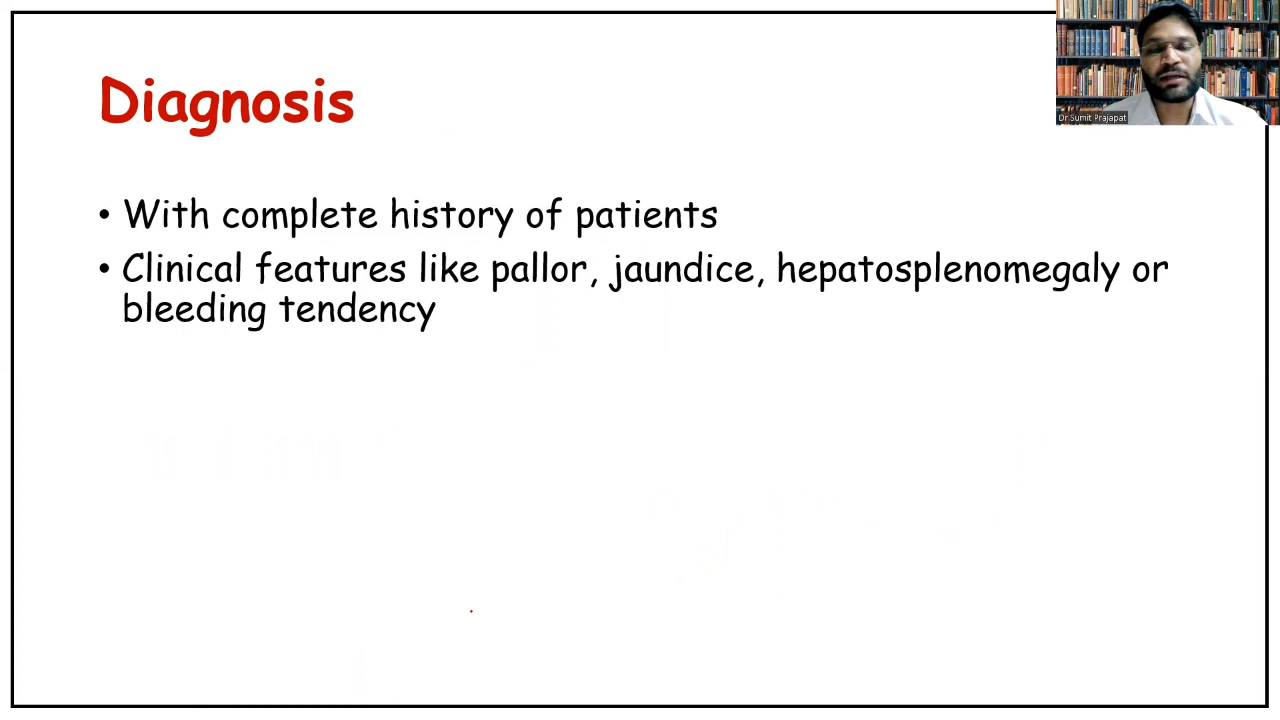 Diagnosis
• With complete history of patients
• Clinical features like pallor, jaundice, hepatosplenomegaly or
bleeding tendency
Dr Sumit Prajapat